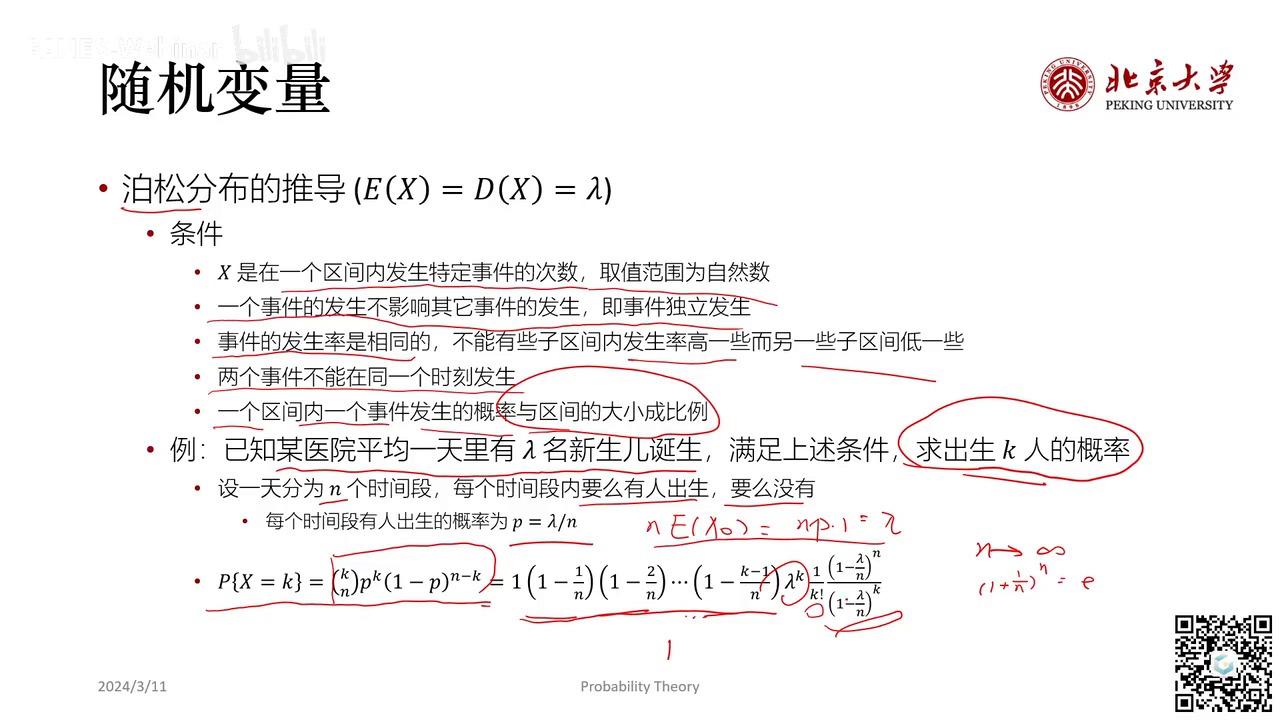 bilibili
随机变量
北京大学
PEKING UNIVERSITY
• 泊松分布的推导 (E(X) = D(X) = λ)
• 条件
• X 是在一个区间内发生特定事件的次数，取值范围为自然数
• 一个事件的发生不影响其它事件的发生，即事件独立发生
• 事件的发生率是相同的，不能有些子区间内发生率高一些而另一些子区间低一些
• 两个事件不能在同一个时刻发生
• 一个区间内一个事件发生的概率与区间的大小成比例
• 例：已知某医院平均一天里有 λ 名新生儿诞生，满足上述条件，求出生 k 人的概率
• 设一天分为 n 个时间段，每个时间段内要么有人出生，要么没有
• 每个时间段有人出生的概率为 p = λ/n
n E(X₀) = np·1 = λ
n → ∞
(1+1/n)^n = e
• P{X = k} = (k n) p^k (1 − p)^{n−k} = 1 (1 − 1/n) (1 − 2/n) ⋯ (1 − (k−1)/n) λ^k 1/k! (1−λ/n)^n / (1−λ/n)^k
1
2024/3/11
Probability Theory